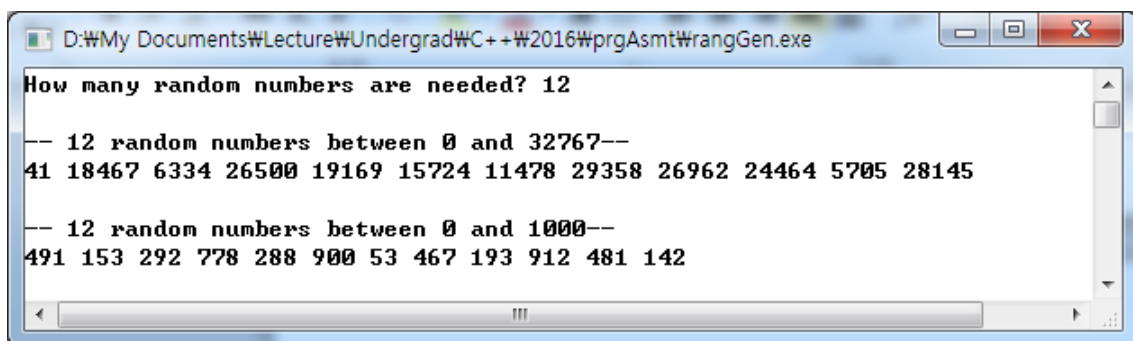 D:₩My Documents₩Lecture₩Undergrad₩C++₩2016₩prgAsmt₩rangGen.exe
How many random numbers are needed? 12
-- 12 random numbers between 0 and 32767--
41 18467 6334 26500 19169 15724 11478 29358 26962 24464 5705 28145
-- 12 random numbers between 0 and 1000--
491 153 292 778 288 900 53 467 193 912 481 142